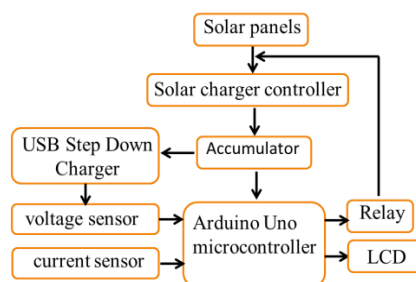 Solar panels
Solar charger controller
USB Step Down
Charger
Accumulator
voltage sensor
Arduino Uno
microcontroller
Relay
current sensor
LCD